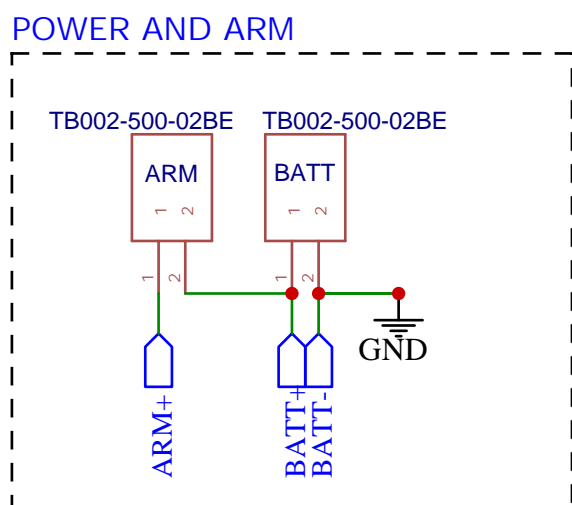 POWER AND ARM
TB002-500-02BE TB002-500-02BE
ARM BATT
1 2 1 2
1 2 1 2
GND
ARM+ BATT+ BATT-